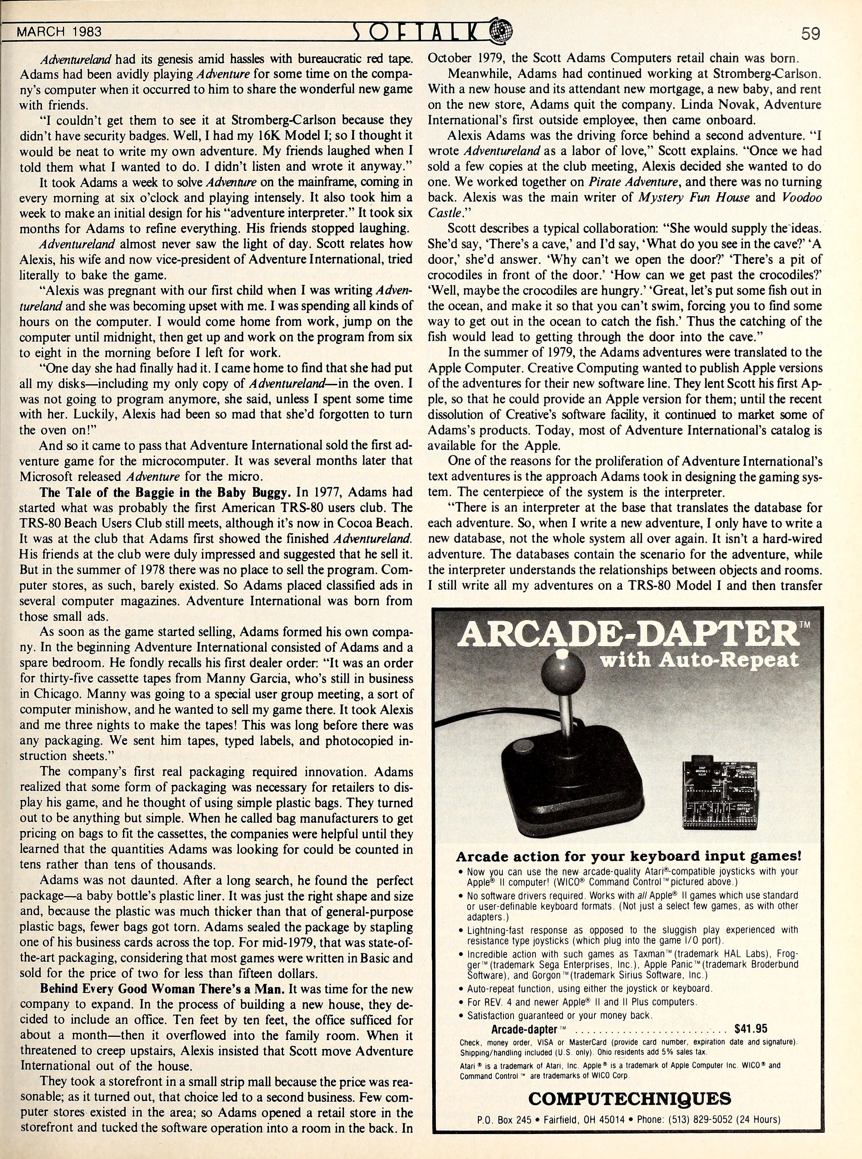 MARCH 1983
SOFTALK
59
Adventureland had its genesis amid hassles with bureaucratic red tape.
Adams had been avidly playing Adventure for some time on the compa-
ny's computer when it occurred to him to share the wonderful new game
with friends.
"I couldn't get them to see it at Stromberg-Carlson because they
didn't have security badges. Well, I had my 16K Model I; so I thought it
would be neat to write my own adventure. My friends laughed when I
told them what I wanted to do. I didn't listen and wrote it anyway."
It took Adams a week to solve Adventure on the mainframe, coming in
every morning at six o'clock and playing intensely. It also took him a
week to make an initial design for his "adventure interpreter." It took six
months for Adams to refine everything. His friends stopped laughing.
Adventureland almost never saw the light of day. Scott relates how
Alexis, his wife and now vice-president of Adventure International, tried
literally to bake the game.
"Alexis was pregnant with our first child when I was writing Adven-
tureland and she was becoming upset with me. I was spending all kinds of
hours on the computer. I would come home from work, jump on the
computer until midnight, then get up and work on the program from six
to eight in the morning before I left for work.
"One day she had finally had it. I came home to find that she had put
all my disks—including my only copy of Adventureland—in the oven. I
was not going to program anymore, she said, unless I spent some time
with her. Luckily, Alexis had been so mad that she'd forgotten to turn
the oven on!"
And so it came to pass that Adventure International sold the first ad-
venture game for the microcomputer. It was several months later that
Microsoft released Adventure for the micro.
The Tale of the Baggie in the Baby Buggy. In 1977, Adams had
started what was probably the first American TRS-80 users club. The
TRS-80 Beach Users Club still meets, although it's now in Cocoa Beach.
It was at the club that Adams first showed the finished Adventureland.
His friends at the club were duly impressed and suggested that he sell it.
But in the summer of 1978 there was no place to sell the program. Com-
puter stores, as such, barely existed. So Adams placed classified ads in
several computer magazines. Adventure International was born from
those small ads.
As soon as the game started selling, Adams formed his own compa-
ny. In the beginning Adventure International consisted of Adams and a
spare bedroom. He fondly recalls his first dealer order: "It was an order
for thirty-five cassette tapes from Manny Garcia, who's still in business
in Chicago. Manny was going to a special user group meeting, a sort of
computer minishow, and he wanted to sell my game there. It took Alexis
and me three nights to make the tapes! This was long before there was
any packaging. We sent him tapes, typed labels, and photocopied in-
struction sheets."
The company's first real packaging required innovation. Adams
realized that some form of packaging was necessary for retailers to dis-
play his game, and he thought of using simple plastic bags. They turned
out to be anything but simple. When he called bag manufacturers to get
pricing on bags to fit the cassettes, the companies were helpful until they
learned that the quantities Adams was looking for could be counted in
tens rather than tens of thousands.
Adams was not daunted. After a long search, he found the perfect
package—a baby bottle's plastic liner. It was just the right shape and size
and, because the plastic was much thicker than that of general-purpose
plastic bags, fewer bags got torn. Adams sealed the package by stapling
one of his business cards across the top. For mid-1979, that was state-of-
the-art packaging, considering that most games were written in Basic and
sold for the price of two for less than fifteen dollars.
Behind Every Good Woman There's a Man. It was time for the new
company to expand. In the process of building a new house, they de-
cided to include an office. Ten feet by ten feet, the office sufficed for
about a month—then it overflowed into the family room. When it
threatened to creep upstairs, Alexis insisted that Scott move Adventure
International out of the house.
They took a storefront in a small strip mall because the price was rea-
sonable; as it turned out, that choice led to a second business. Few com-
puter stores existed in the area; so Adams opened a retail store in the
storefront and tucked the software operation into a room in the back. In
October 1979, the Scott Adams Computers retail chain was born.
Meanwhile, Adams had continued working at Stromberg-Carlson.
With a new house and its attendant new mortgage, a new baby, and rent
on the new store, Adams quit the company. Linda Novak, Adventure
International's first outside employee, then came onboard.
Alexis Adams was the driving force behind a second adventure. "I
wrote Adventureland as a labor of love," Scott explains. "Once we had
sold a few copies at the club meeting, Alexis decided she wanted to do
one. We worked together on Pirate Adventure, and there was no turning
back. Alexis was the main writer of Mystery Fun House and Voodoo
Castle."
Scott describes a typical collaboration: "She would supply the ideas.
She'd say, 'There's a cave,' and I'd say, 'What do you see in the cave?' 'A
door,' she'd answer. 'Why can't we open the door?' 'There's a pit of
crocodiles in front of the door.' 'How can we get past the crocodiles?'
'Well, maybe the crocodiles are hungry.' 'Great, let's put some fish out in
the ocean, and make it so that you can't swim, forcing you to find some
way to get out in the ocean to catch the fish.' Thus the catching of the
fish would lead to getting through the door into the cave."
In the summer of 1979, the Adams adventures were translated to the
Apple Computer. Creative Computing wanted to publish Apple versions
of the adventures for their new software line. They lent Scott his first Ap-
ple, so that he could provide an Apple version for them; until the recent
dissolution of Creative's software facility, it continued to market some of
Adams's products. Today, most of Adventure International's catalog is
available for the Apple.
One of the reasons for the proliferation of Adventure International's
text adventures is the approach Adams took in designing the gaming sys-
tem. The centerpiece of the system is the interpreter.
"There is an interpreter at the base that translates the database for
each adventure. So, when I write a new adventure, I only have to write a
new database, not the whole system all over again. It isn't a hard-wired
adventure. The databases contain the scenario for the adventure, while
the interpreter understands the relationships between objects and rooms.
I still write all my adventures on a TRS-80 Model I and then transfer
ARCADE-DAPTER™
with Auto-Repeat
Arcade action for your keyboard input games!
• Now you can use the new arcade-quality Atari®-compatible joysticks with your
Apple® II computer! (WICO® Command Control™ pictured above.)
• No software drivers required. Works with all Apple® II games which use standard
or user-definable keyboard formats. (Not just a select few games, as with other
adapters.)
• Lightning-fast response as opposed to the sluggish play experienced with
resistance type joysticks (which plug into the game I/O port).
• Incredible action with such games as Taxman™ (trademark HAL Labs), Frog-
ger™ (trademark Sega Enterprises, Inc.), Apple Panic™ (trademark Broderbund
Software), and Gorgon™ (trademark Sirius Software, Inc.)
• Auto-repeat function, using either the joystick or keyboard.
• For REV. 4 and newer Apple® II and II Plus computers.
• Satisfaction guaranteed or your money back.
Arcade-dapter™ ........................ $41.95
Check, money order, VISA or MasterCard (provide card number, expiration date and signature).
Shipping/handling included (U.S. only). Ohio residents add 5% sales tax.
Atari® is a trademark of Atari, Inc. Apple® is a trademark of Apple Computer Inc. WICO® and
Command Control™ are trademarks of WICO Corp.
COMPUTECHNIQUES
P.O. Box 245 • Fairfield, OH 45014 • Phone: (513) 829-5052 (24 Hours)